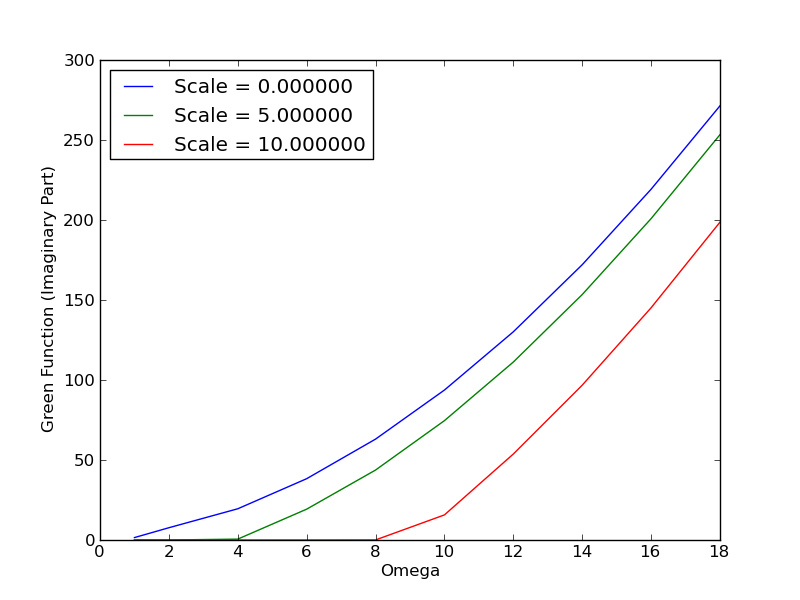 300
250
200
150
100
50
0
Green Function (Imaginary Part)
Scale = 0.000000
Scale = 5.000000
Scale = 10.000000
0 2 4 6 8 10 12 14 16 18
Omega